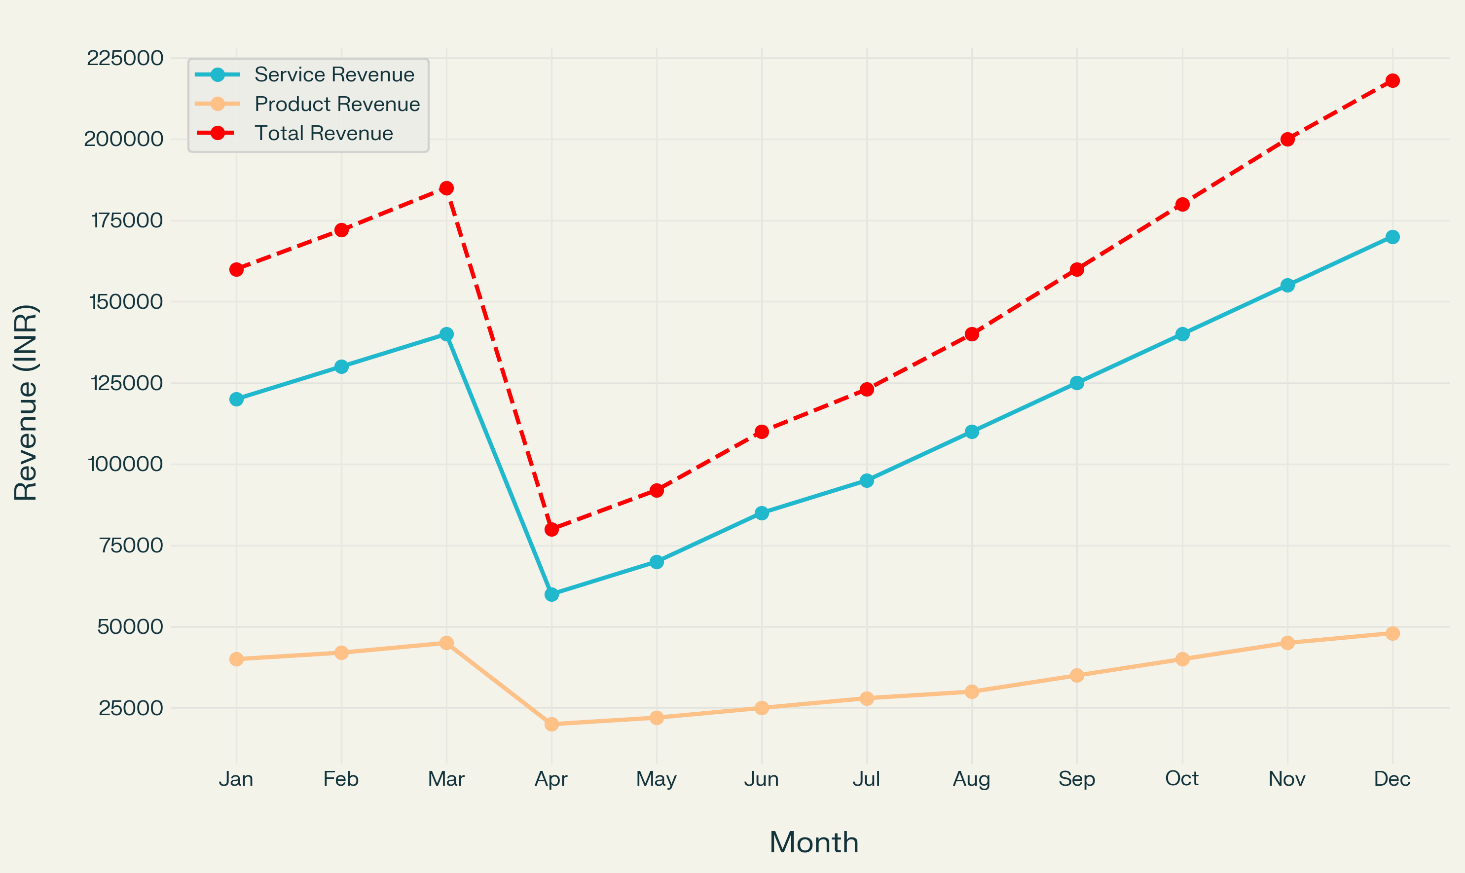 225000
200000
175000
150000
125000
100000
75000
50000
25000
Service Revenue
Product Revenue
Total Revenue
Revenue (INR)
Jan Feb Mar Apr May Jun Jul Aug Sep Oct Nov Dec
Month